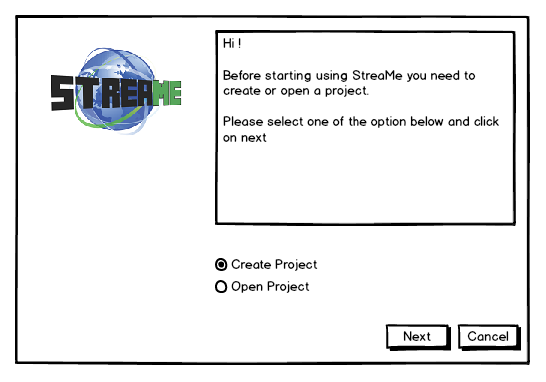 STREAME
Hi !
Before starting using StreaMe you need to
create or open a project.
Please select one of the option below and click
on next
Create Project
Open Project
Next
Cancel